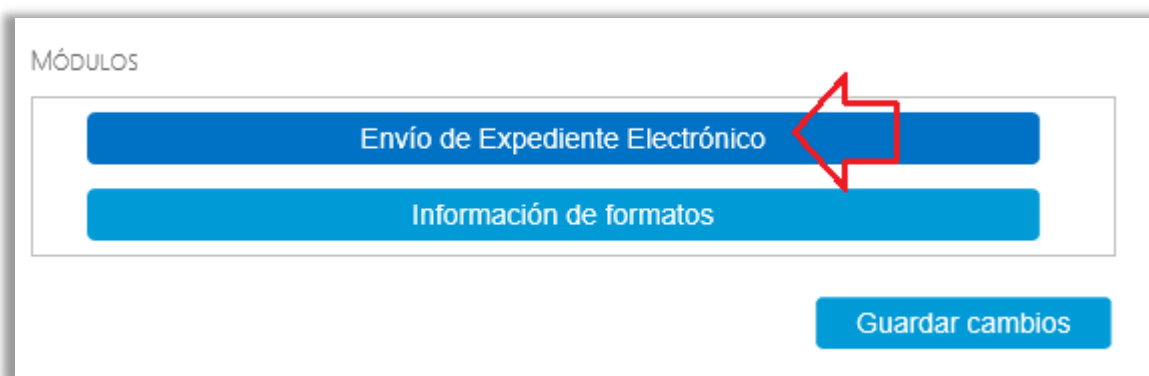 MÓDULOS
Envío de Expediente Electrónico
Información de formatos
Guardar cambios